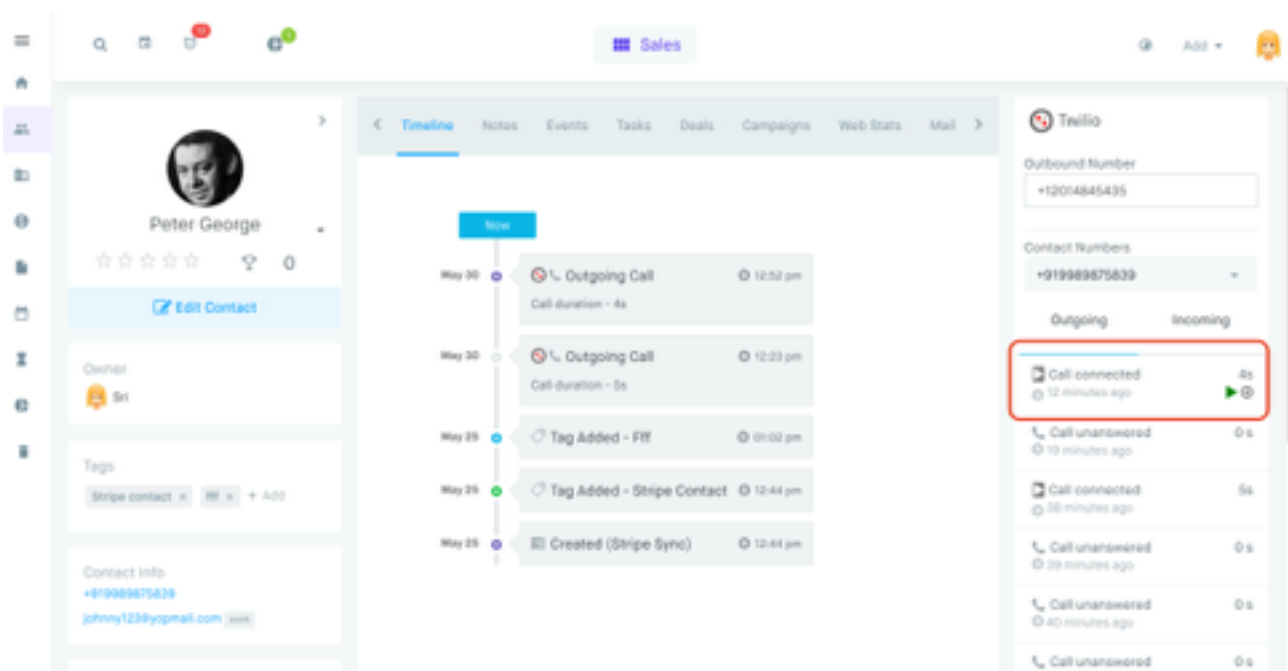 Sales
Add
Peter George
0
Edit Contact
Owner
Sri
Tags
Stripe contact x
fff x
+ Add
Contact Info
+919989875839
johnny123@yopmail.com work
Timeline Notes Events Tasks Deals Campaigns Web Stats Mail
Now
May 30 Outgoing Call 12:52 pm
Call duration - 4s
May 30 Outgoing Call 12:23 pm
Call duration - 5s
May 25 Tag Added - Fff 01:02 pm
May 25 Tag Added - Stripe Contact 12:44 pm
May 25 Created (Stripe Sync) 12:44 pm
Twilio
Outbound Number
+12014845435
Contact Numbers
+919989875839
Outgoing Incoming
Call connected 4s
12 minutes ago
Call unanswered 0 s
19 minutes ago
Call connected 5s
38 minutes ago
Call unanswered 0 s
39 minutes ago
Call unanswered 0 s
40 minutes ago
Call unanswered 0 s